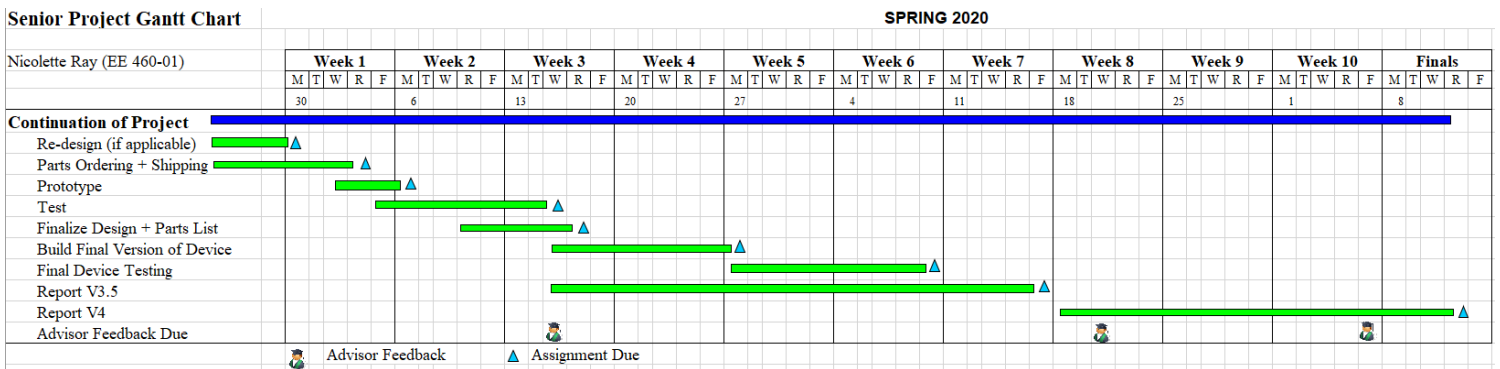 Senior Project Gantt Chart SPRING 2020
Nicolette Ray (EE 460-01) Week 1 Week 2 Week 3 Week 4 Week 5 Week 6 Week 7 Week 8 Week 9 Week 10 Finals
M T W R F M T W R F M T W R F M T W R F M T W R F M T W R F M T W R F M T W R F M T W R F M T W R F M T W R F
30 6 13 20 27 4 11 18 25 1 8
Continuation of Project
Re-design (if applicable)
Parts Ordering + Shipping
Prototype
Test
Finalize Design + Parts List
Build Final Version of Device
Final Device Testing
Report V3.5
Report V4
Advisor Feedback Due
Advisor Feedback Assignment Due